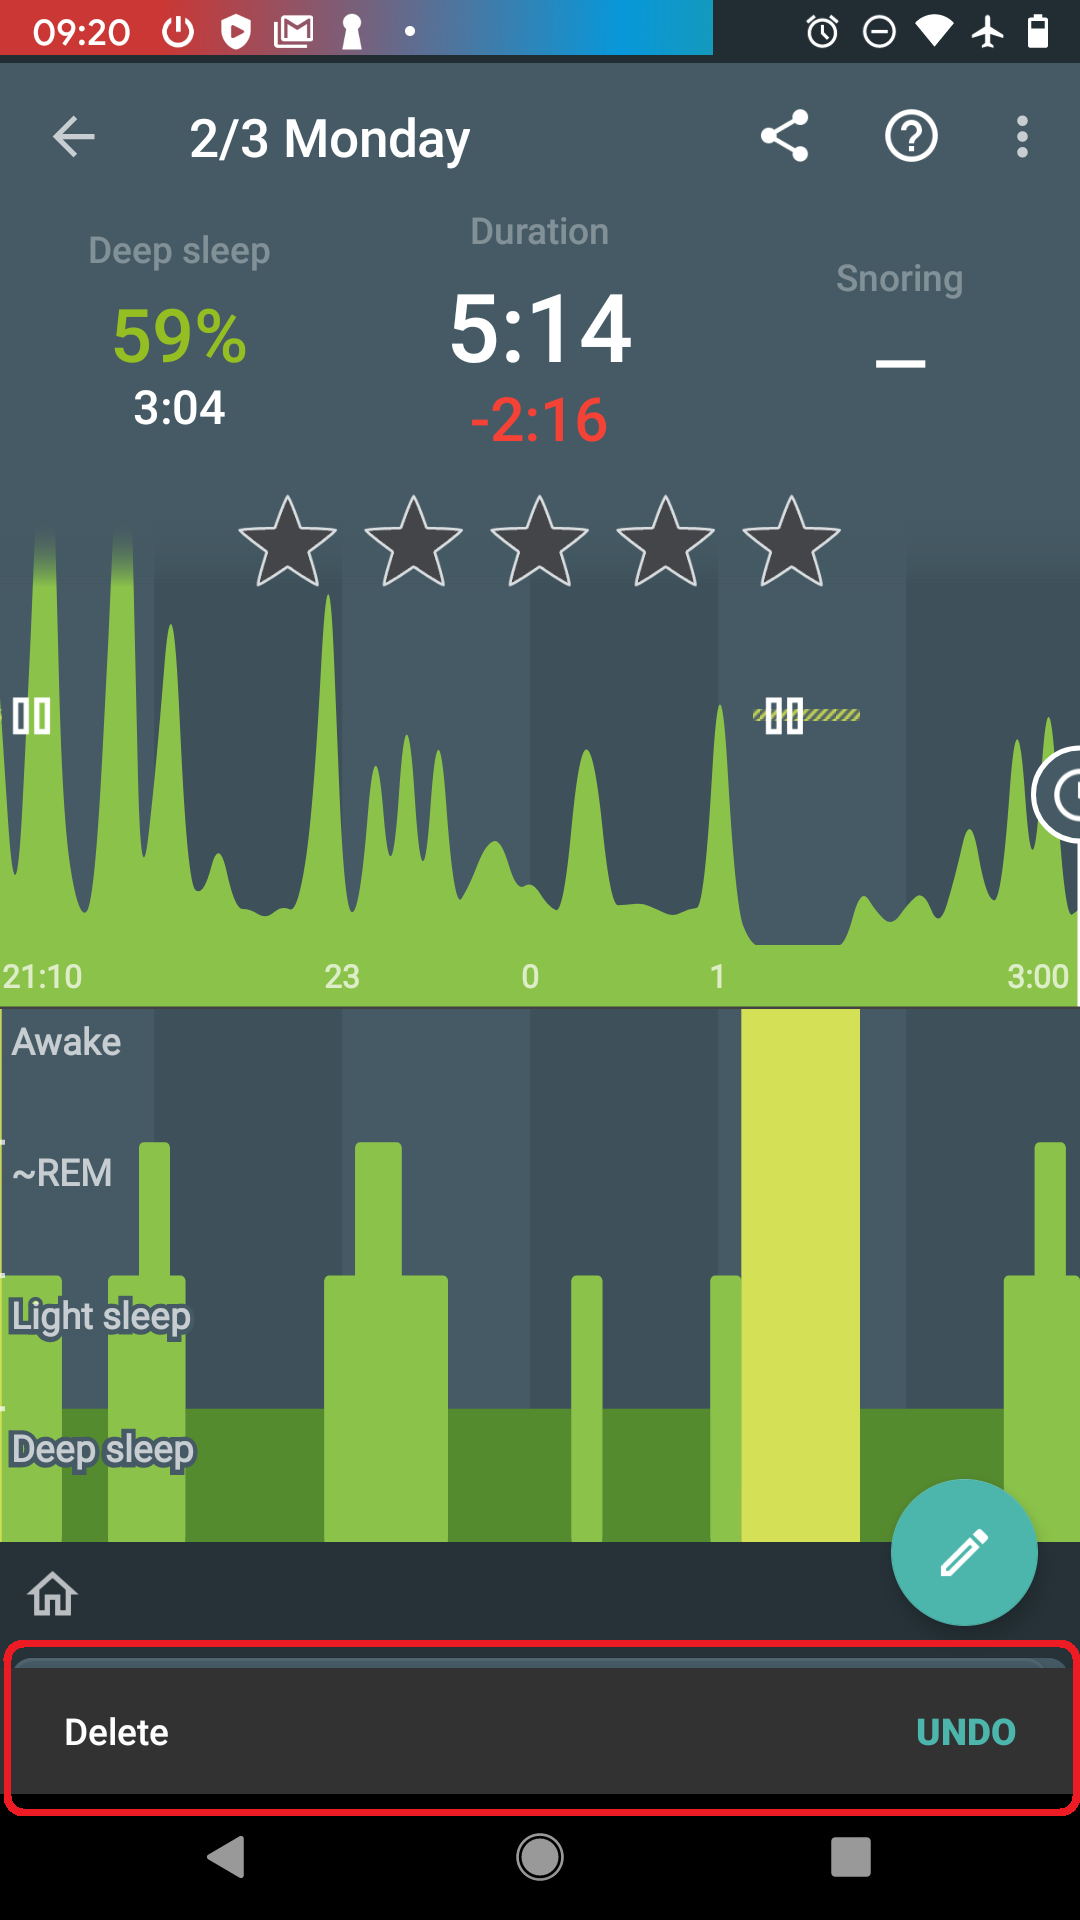 09:20
2/3 Monday
Deep sleep
59%
3:04
Duration
5:14
-2:16
Snoring
—
21:10 23 0 1 3:00
Awake
~REM
Light sleep
Deep sleep
Delete UNDO